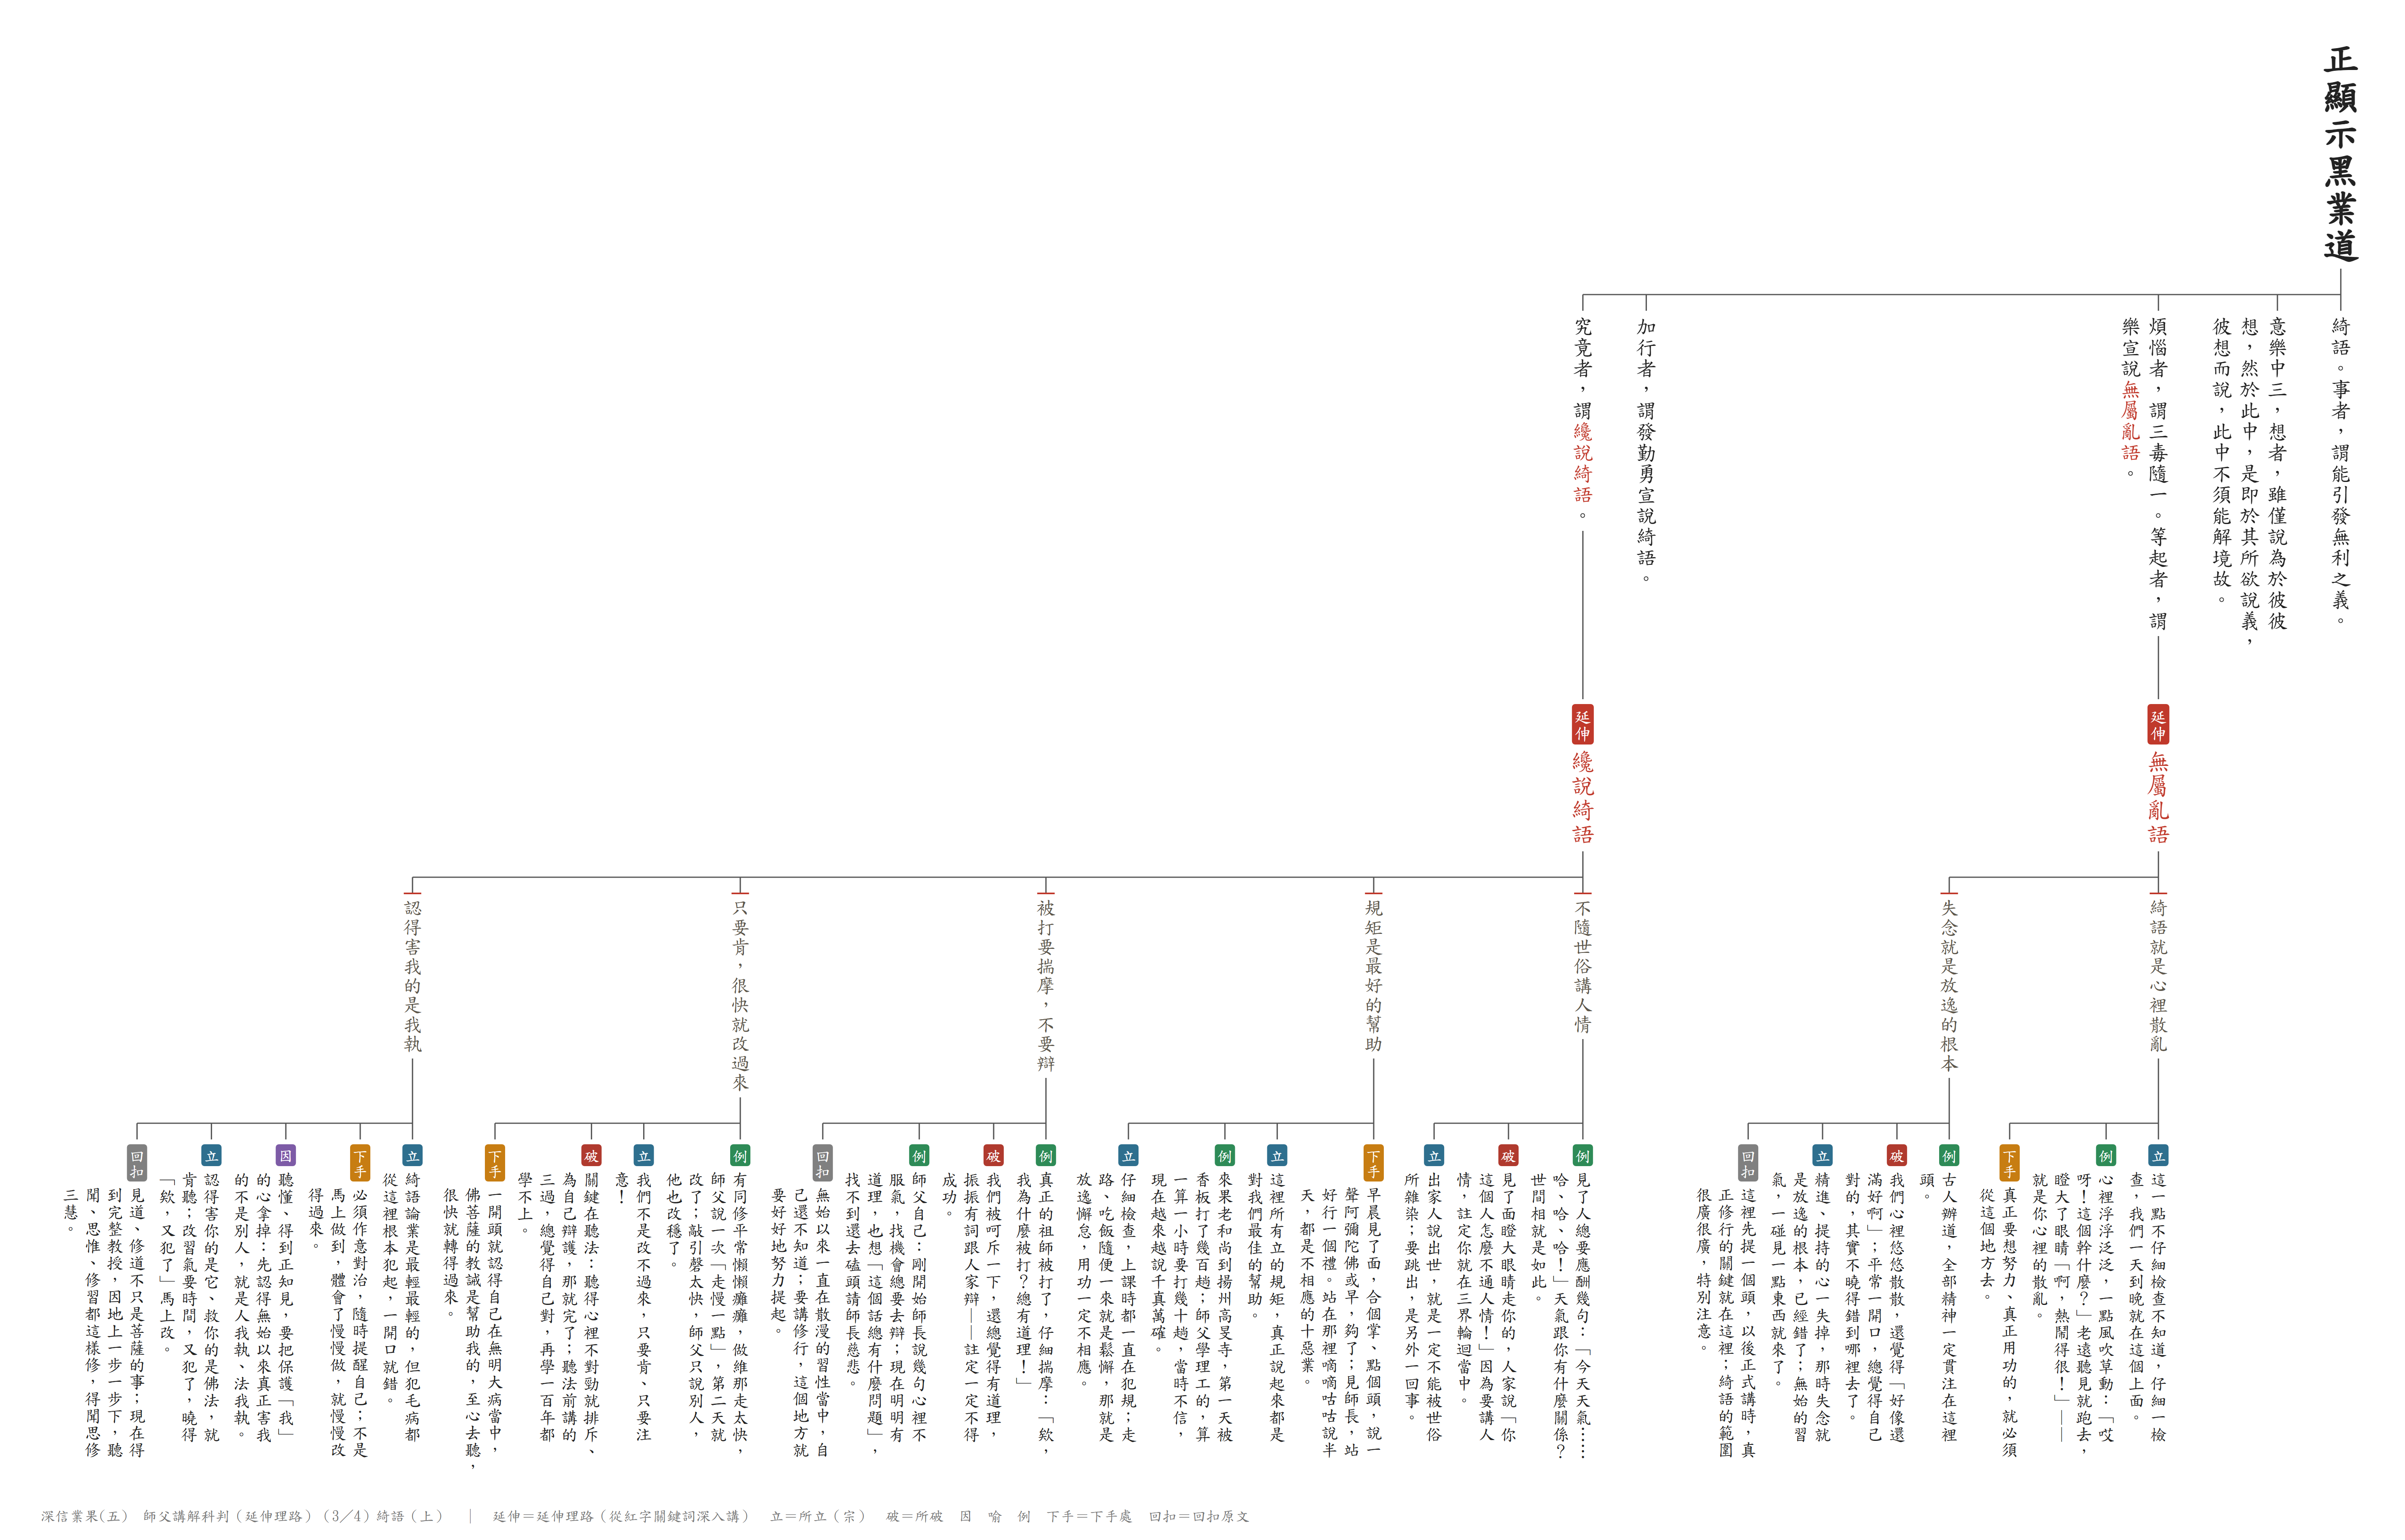 正顯示黑業道
綺語。事者，謂能引發無利之義。
意樂中三，想者，雖僅說為於彼彼
想，然於此中，是即於其所欲說義，
彼想而說，此中不須能解境故。
煩惱者，謂三毒隨一。等起者，謂
樂宣說無屬亂語。
加行者，謂發勤勇宣說綺語。
究竟者，謂纔說綺語。
延伸
無屬亂語
延伸
纔說綺語
綺語就是心裡散亂
失念就是放逸的根本
不隨世俗講人情
規矩是最好的幫助
被打要揣摩，不要辯
只要肯，很快就改過來
認得害我的是我執
立
這一點不仔細檢查不知道，仔細一檢
查，我們一天到晚就在這個上面。
例
心裡浮浮泛泛，一點風吹草動：「哎
呀！這個幹什麼？」老遠聽見就跑去，
瞪大了眼睛「啊，熱鬧得很！」——
就是你心裡的散亂。
下手
真正要想努力、真正用功的，就必須
從這個地方去。
例
古人辦道，全部精神一定貫注在這裡
頭。
破
我們心裡悠悠散散，還覺得「好像還
滿好啊」；平常一開口，總覺得自己
對的，其實不曉得錯到哪裡去了。
立
精進、提持的心一失掉，那時失念就
是放逸的根本，已經錯了；無始的習
氣，一碰見一點東西就來了。
回扣
這裡先提一個頭，以後正式講時，真
正修行的關鍵就在這裡；綺語的範圍
很廣很廣，特別注意。
例
見了人總要應酬幾句：「今天天氣……
哈、哈、哈！」天氣跟你有什麼關係？
世間相就是如此。
破
見了面瞪大眼睛走你的，人家說「你
這個人怎麼不通人情！」因為要講人
情，註定你就在三界輪迴當中。
立
出家人說出世，就是一定不能被世俗
所雜染；要跳出，是另外一回事。
下手
早晨見了面，合個掌、點個頭，說一
聲阿彌陀佛或早，夠了；見師長，站
好行一個禮。站在那裡嘀嘀咕咕說半
天，都是不相應的十惡業。
立
這裡所有立的規矩，真正說起來都是
對我們最佳的幫助。
例
來果老和尚到揚州高旻寺，第一天被
香板打了幾百趟；師父學理工的，算
一算一小時要打幾十趟，當時不信，
現在越來越說千真萬確。
立
仔細檢查，上課時都一直在犯規；走
路、吃飯隨便一來就是鬆懈，那就是
放逸懈怠，用功一定不相應。
例
真正的祖師被打了，仔細揣摩：「欸，
我為什麼被打？總有道理！」
破
我們被呵斥一下，還總覺得有道理，
振振有詞跟人家辯——註定一定不得
成功。
例
師父自己：剛開始師長說幾句心裡不
服氣，找機會總要去辯；現在明明有
道理，也想「這個話總有什麼問題」，
找不到還去磕頭請師長慈悲。
回扣
無始以來一直在散漫的習性當中，自
己還不知道；要講修行，這個地方就
要好好地努力提起。
例
有同修平常懶懶癱癱，做維那走太快，
師父說一次「走慢一點」，第二天就
改了；敲引磬太快，師父只說別人，
他也改穩了。
立
我們不是改不過來，只要肯、只要注
意！
破
關鍵在聽法：聽得心裡不對勁就排斥、
為自己辯護，那就完了；聽法前講的
三過，總覺得自己對，再學一百年都
學不上。
下手
一開頭就認得自己在無明大病當中，
佛菩薩的教誡是幫助我的，至心去聽，
很快就轉得過來。
立
綺語論業是最輕最輕的，但犯毛病都
從這裡根本犯起，一開口就錯。
下手
必須作意對治，隨時提醒自己；不是
馬上做到，體會了慢慢做，就慢慢改
得過來。
因
聽懂、得到正知見，要把保護「我」
的心拿掉：先認得無始以來真正害我
的不是別人，就是人我執、法我執。
立
認得害你的是它、救你的是佛法，就
肯聽；改習氣要時間，又犯了，曉得
「欸，又犯了」馬上改。
回扣
見道、修道不只是菩薩的事；現在得
到完整教授，因地上一步一步下，聽
聞、思惟、修習都這樣修，得聞思修
三慧。
深信業果(五)　師父講解科判（延伸理路）（3／4）綺語（上）　｜　延伸＝延伸理路（從紅字關鍵詞深入講）　立＝所立（宗）　破＝所破　因　喻　例　下手＝下手處　回扣＝回扣原文